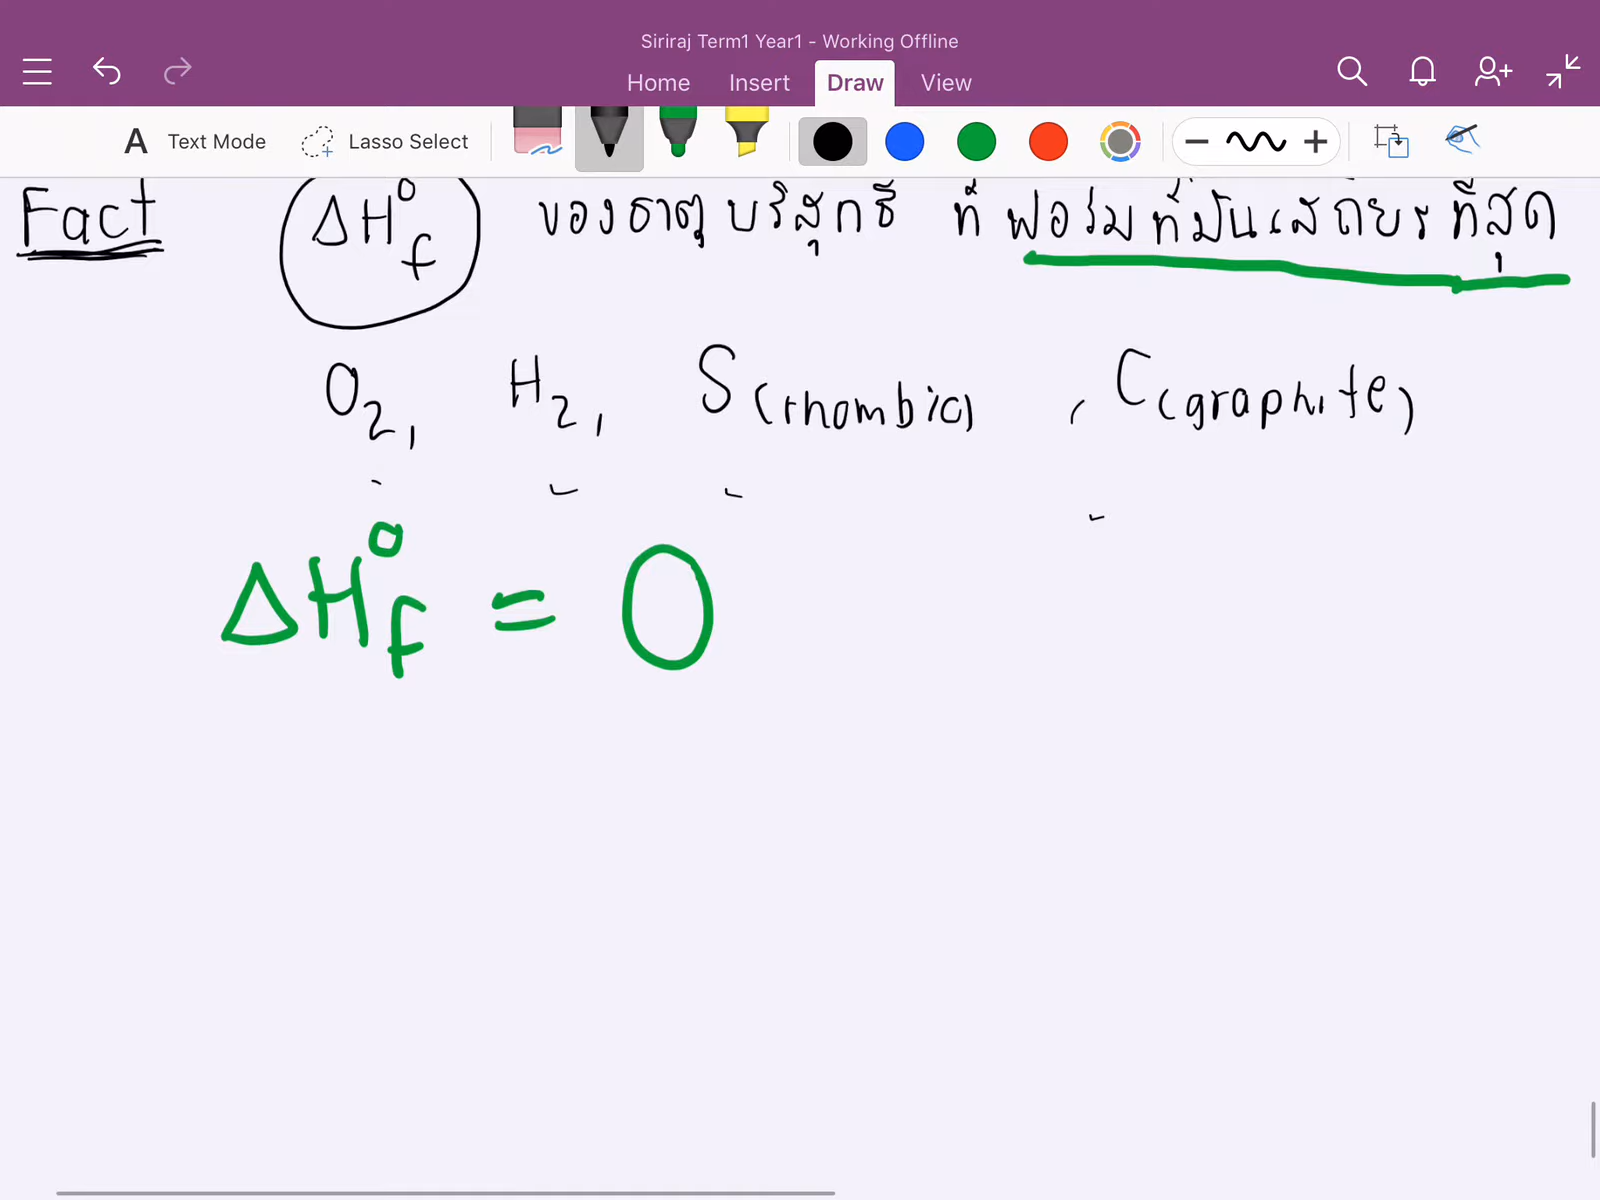 Siriraj Term1 Year1 - Working Offline
Home Insert Draw View
A Text Mode Lasso Select
Fact ΔH°f ของธาตุบริสุทธิ์ ที่ ฟอร์มที่มันเสถียรที่สุด
O₂, H₂, S(rhombic), C(graphite)
ΔH°f = 0